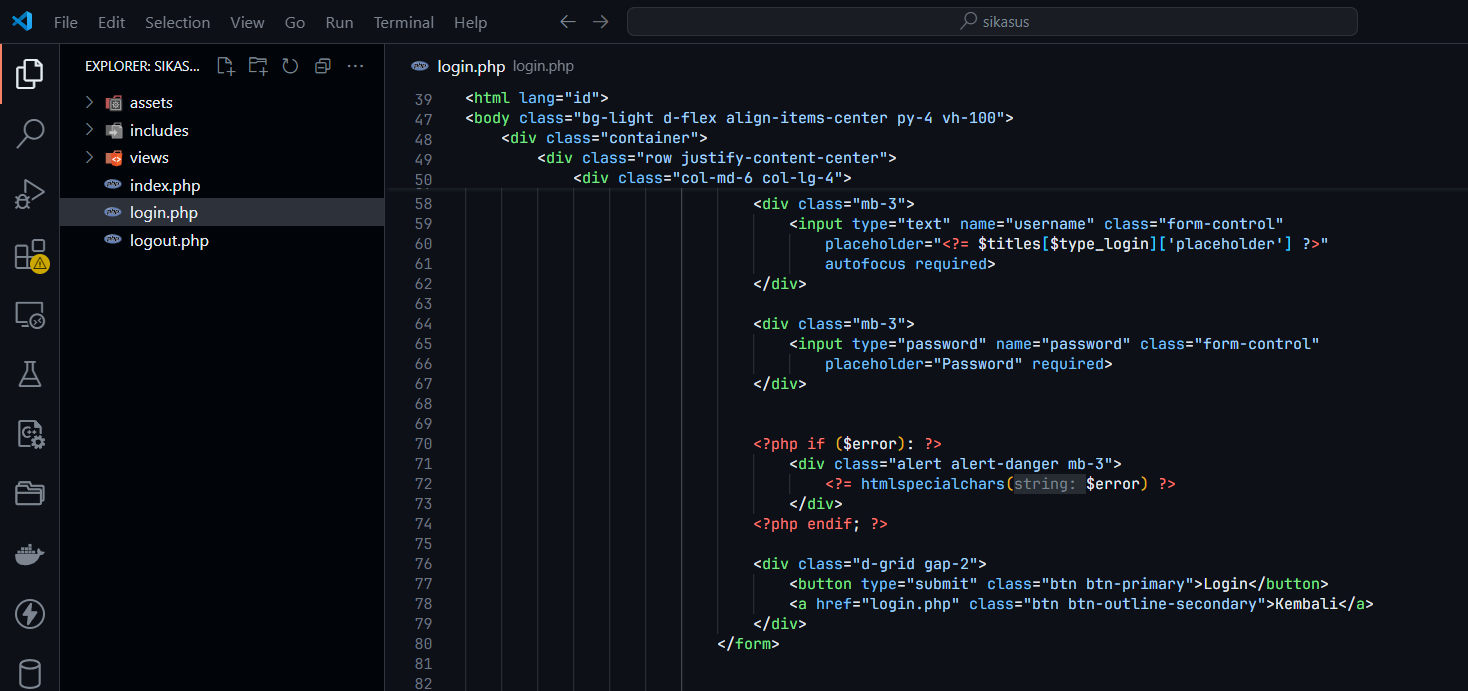 File Edit Selection View Go Run Terminal Help
sikasus
EXPLORER: SIKAS...
assets
includes
views
index.php
login.php
logout.php
login.php login.php
39 <html lang="id">
47 <body class="bg-light d-flex align-items-center py-4 vh-100">
48 <div class="container">
49 <div class="row justify-content-center">
50 <div class="col-md-6 col-lg-4">
58 <div class="mb-3">
59 <input type="text" name="username" class="form-control"
60 placeholder="<?= $titles[$type_login]['placeholder'] ?>"
61 autofocus required>
62 </div>
63
64 <div class="mb-3">
65 <input type="password" name="password" class="form-control"
66 placeholder="Password" required>
67 </div>
68
69
70 <?php if ($error): ?>
71 <div class="alert alert-danger mb-3">
72 <?= htmlspecialchars(string: $error) ?>
73 </div>
74 <?php endif; ?>
75
76 <div class="d-grid gap-2">
77 <button type="submit" class="btn btn-primary">Login</button>
78 <a href="login.php" class="btn btn-outline-secondary">Kembali</a>
79 </div>
80 </form>
81
82